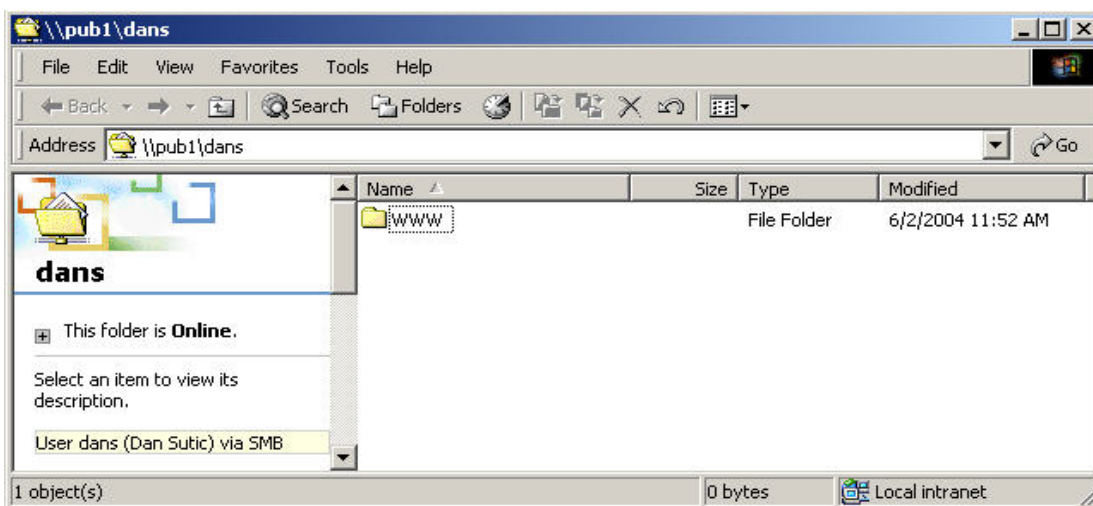 \\pub1\dans
File Edit View Favorites Tools Help
Back Search Folders
Address \\pub1\dans Go
Name Size Type Modified
www File Folder 6/2/2004 11:52 AM
dans
This folder is Online.
Select an item to view its
description.
User dans (Dan Sutic) via SMB
1 object(s) 0 bytes Local intranet